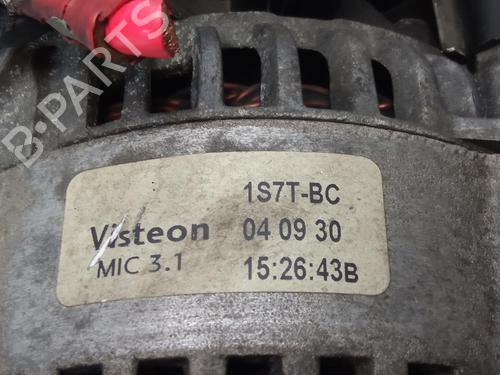 B-PARTS
1S7T-BC
Visteon 04 09 30
MIC 3.1 15:26:43B